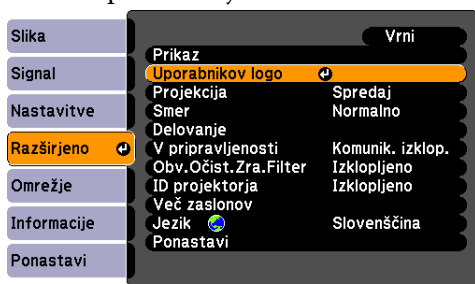 Slika
Signal
Nastavitve
Razširjeno
Omrežje
Informacije
Ponastavi
Vrni
Prikaz
Uporabnikov logo
Projekcija Spredaj
Smer Normalno
Delovanje
V pripravljenosti Komunik. izklop.
Obv.Očist.Zra.Filter Izklopljeno
ID projektorja Izklopljeno
Več zaslonov
Jezik Slovenščina
Ponastavi